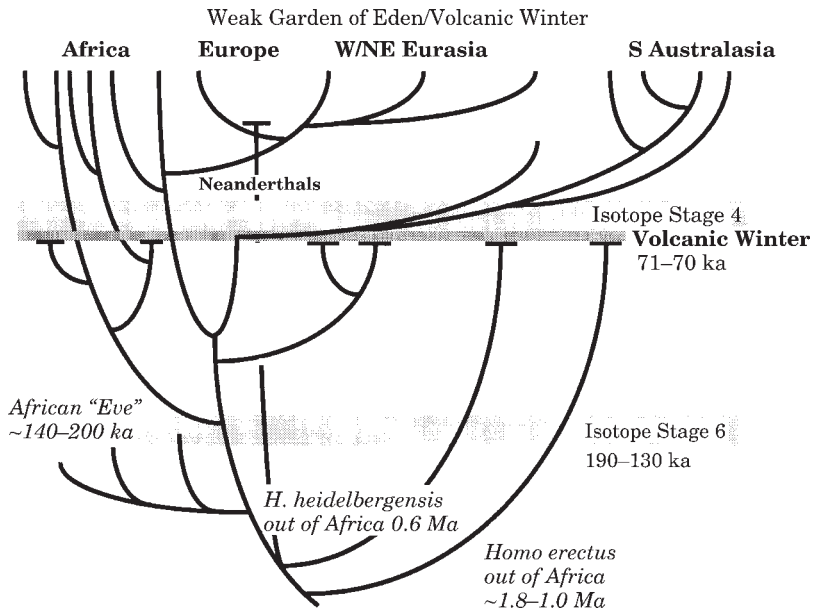 Weak Garden of Eden/Volcanic Winter
Africa Europe W/NE Eurasia S Australasia
Neanderthals
Isotope Stage 4
Volcanic Winter
71–70 ka
African “Eve”
~140–200 ka
Isotope Stage 6
190–130 ka
H. heidelbergensis
out of Africa 0.6 Ma
Homo erectus
out of Africa
~1.8–1.0 Ma